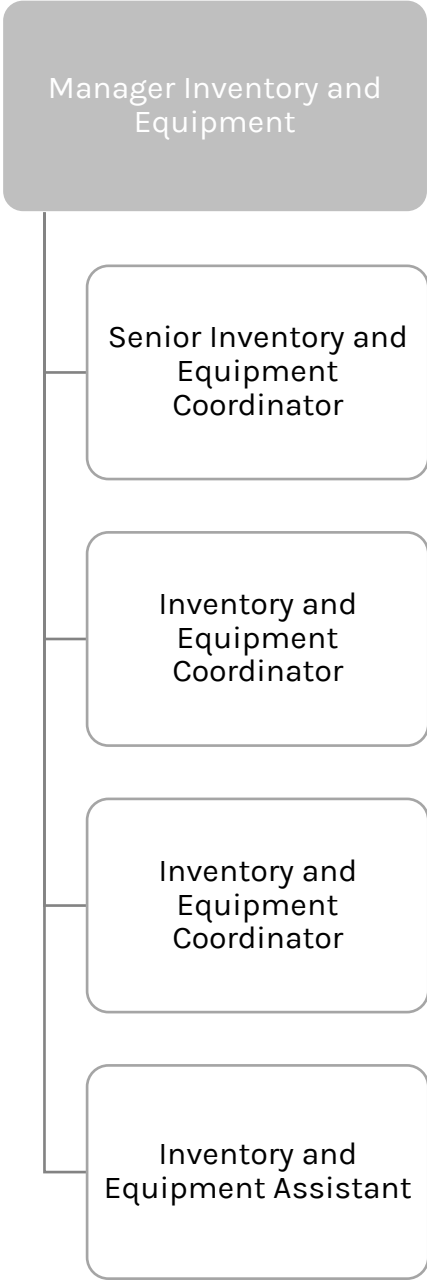 Manager Inventory and
Equipment
Senior Inventory and
Equipment
Coordinator
Inventory and
Equipment
Coordinator
Inventory and
Equipment
Coordinator
Inventory and
Equipment Assistant